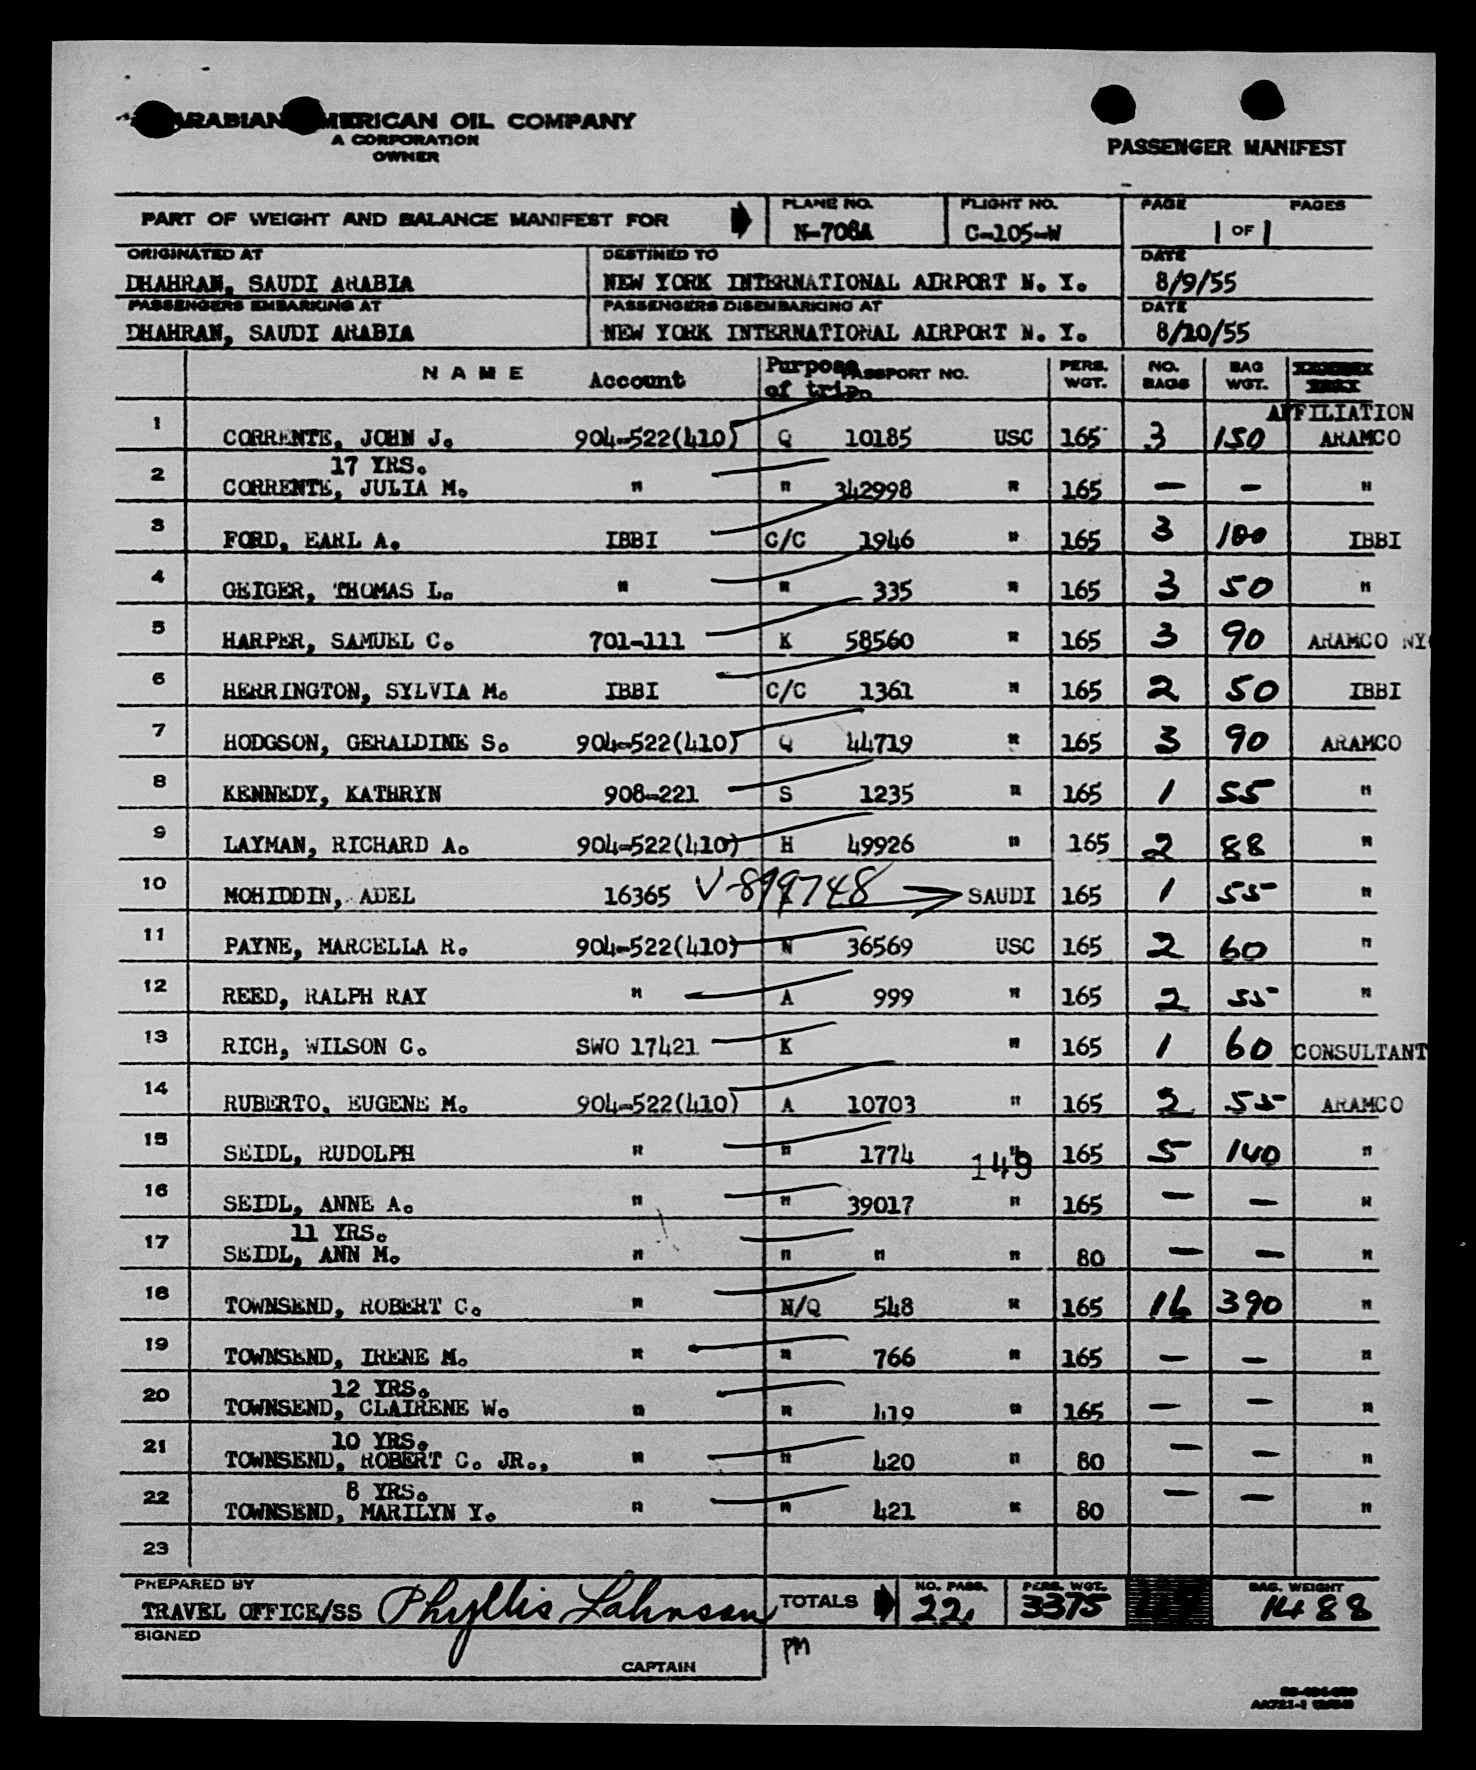 ARABIAN AMERICAN OIL COMPANY
A CORPORATION
OWNER
PASSENGER MANIFEST
PART OF WEIGHT AND BALANCE MANIFEST FOR
PLANE NO.
N-708A
FLIGHT NO.
C-105-W
PAGE PAGES
1 OF 1
ORIGINATED AT
DHAHRAN, SAUDI ARABIA
DESTINED TO
NEW YORK INTERNATIONAL AIRPORT N. Y.
DATE
8/9/55
PASSENGERS EMBARKING AT
DHAHRAN, SAUDI ARABIA
PASSENGERS DISEMBARKING AT
NEW YORK INTERNATIONAL AIRPORT N. Y.
DATE
8/10/55
NAME Account Purpose of trip. PASSPORT NO. PERS. WGT. NO. BAGS BAG WGT.
AFFILIATION
1 CORRENTE, JOHN J. 904-522(410) Q 10185 USC 165 3 150 ARAMCO
17 YRS.
2 CORRENTE, JULIA M. " " 342998 " 165 — — "
3 FORD, EARL A. IBBI C/C 1946 " 165 3 100 IBBI
4 GEIGER, THOMAS L. " " 335 " 165 3 50 "
5 HARPER, SAMUEL C. 701-111 K 58560 " 165 3 90 ARAMCO NY
6 HERRINGTON, SYLVIA M. IBBI C/C 1361 " 165 2 50 IBBI
7 HODGSON, GERALDINE S. 904-522(410) Q 44719 " 165 3 90 ARAMCO
8 KENNEDY, KATHRYN 908-221 S 1235 " 165 1 55 "
9 LAYMAN, RICHARD A. 904-522(410) H 49926 " 165 2 88 "
10 MOHIDDIN, ADEL 16365 V-899748 SAUDI 165 1 55 "
11 PAYNE, MARCELLA R. 904-522(410) N 36569 USC 165 2 60 "
12 REED, RALPH RAY " A 999 " 165 2 55 "
13 RICH, WILSON C. SWO 17421 K " 165 1 60 CONSULTANT
14 RUBERTO, EUGENE M. 904-522(410) A 10703 " 165 2 55 ARAMCO
15 SEIDL, RUDOLPH " " 1774 " 165 5 140 "
149
16 SEIDL, ANNE A. " " 39017 " 165 — — "
11 YRS.
17 SEIDL, ANN M. " " " " 80 — — "
18 TOWNSEND, ROBERT C. " N/Q 548 " 165 16 390 "
19 TOWNSEND, IRENE M. " " 766 " 165 — — "
12 YRS.
20 TOWNSEND, CLAIRENE W. " " 419 " 165 — — "
10 YRS.
21 TOWNSEND, ROBERT C. JR., " " 420 " 80 — — "
8 YRS.
22 TOWNSEND, MARILYN Y. " " 421 " 80 — — "
23
PREPARED BY
TRAVEL OFFICE/SS Phyllis Lahnson
TOTALS NO. PASS. 22 PERS. WGT. 3375 BAG. WEIGHT 1488
SIGNED
CAPTAIN
PM